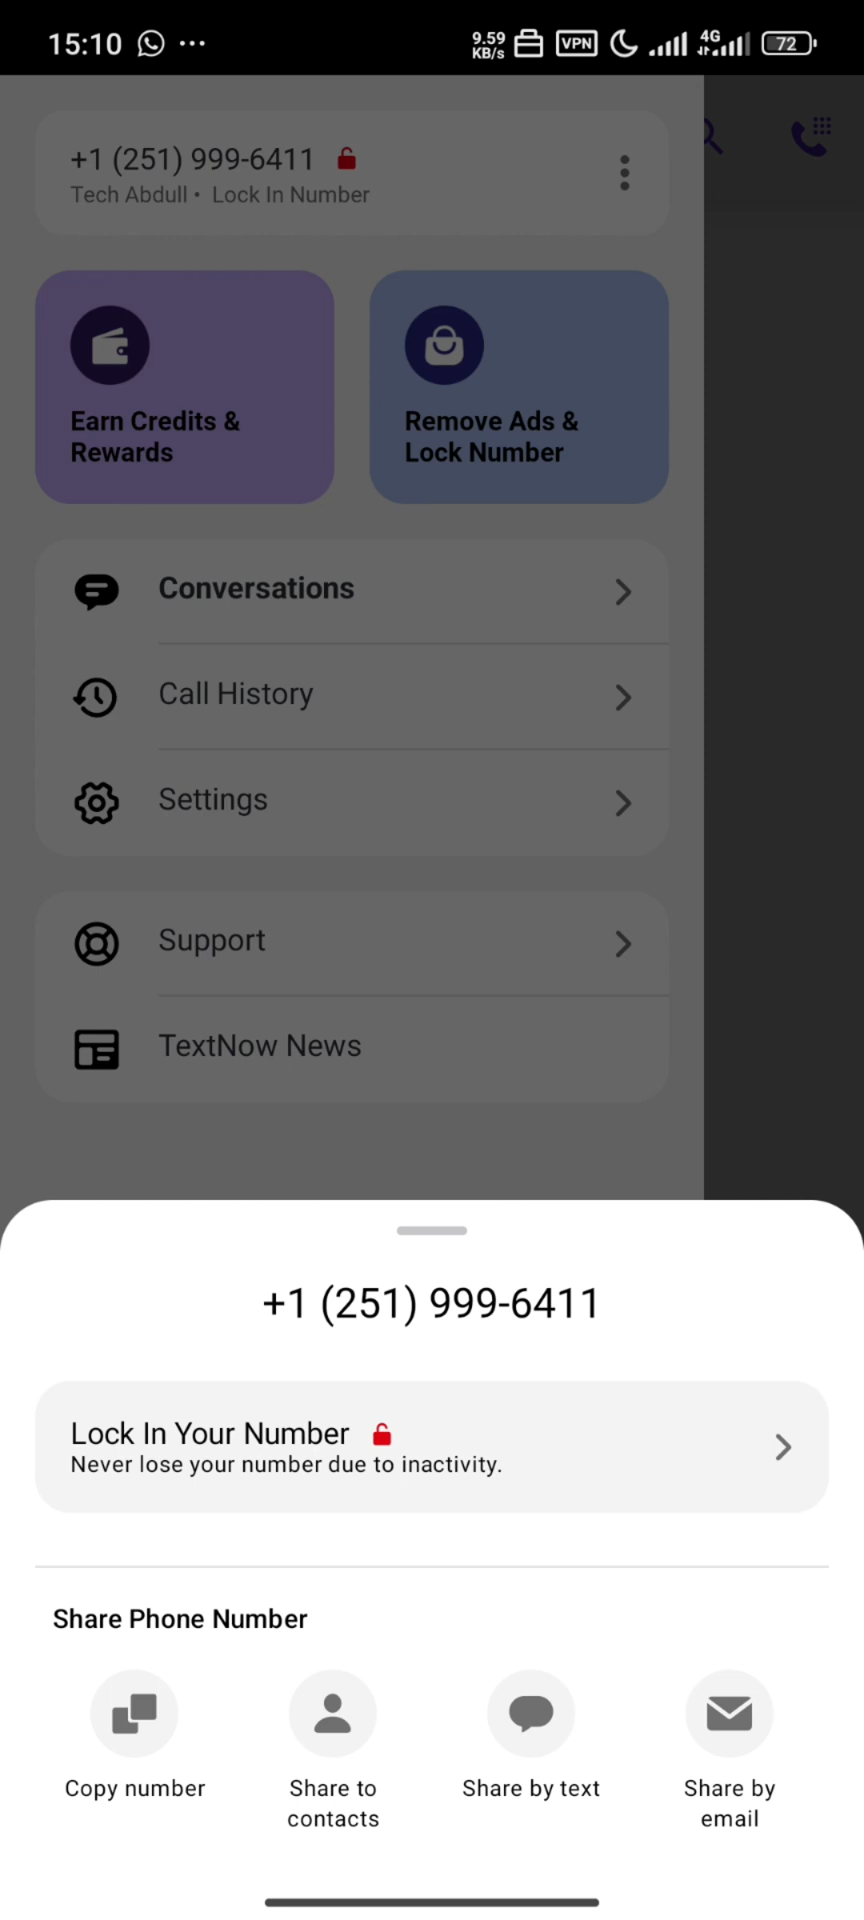 15:10
9.59
KB/s
VPN
4G
72
+1 (251) 999-6411
Tech Abdull • Lock In Number
Earn Credits &
Rewards
Remove Ads &
Lock Number
Conversations
Call History
Settings
Support
TextNow News
+1 (251) 999-6411
Lock In Your Number
Never lose your number due to inactivity.
Share Phone Number
Copy number
Share to
contacts
Share by text
Share by
email